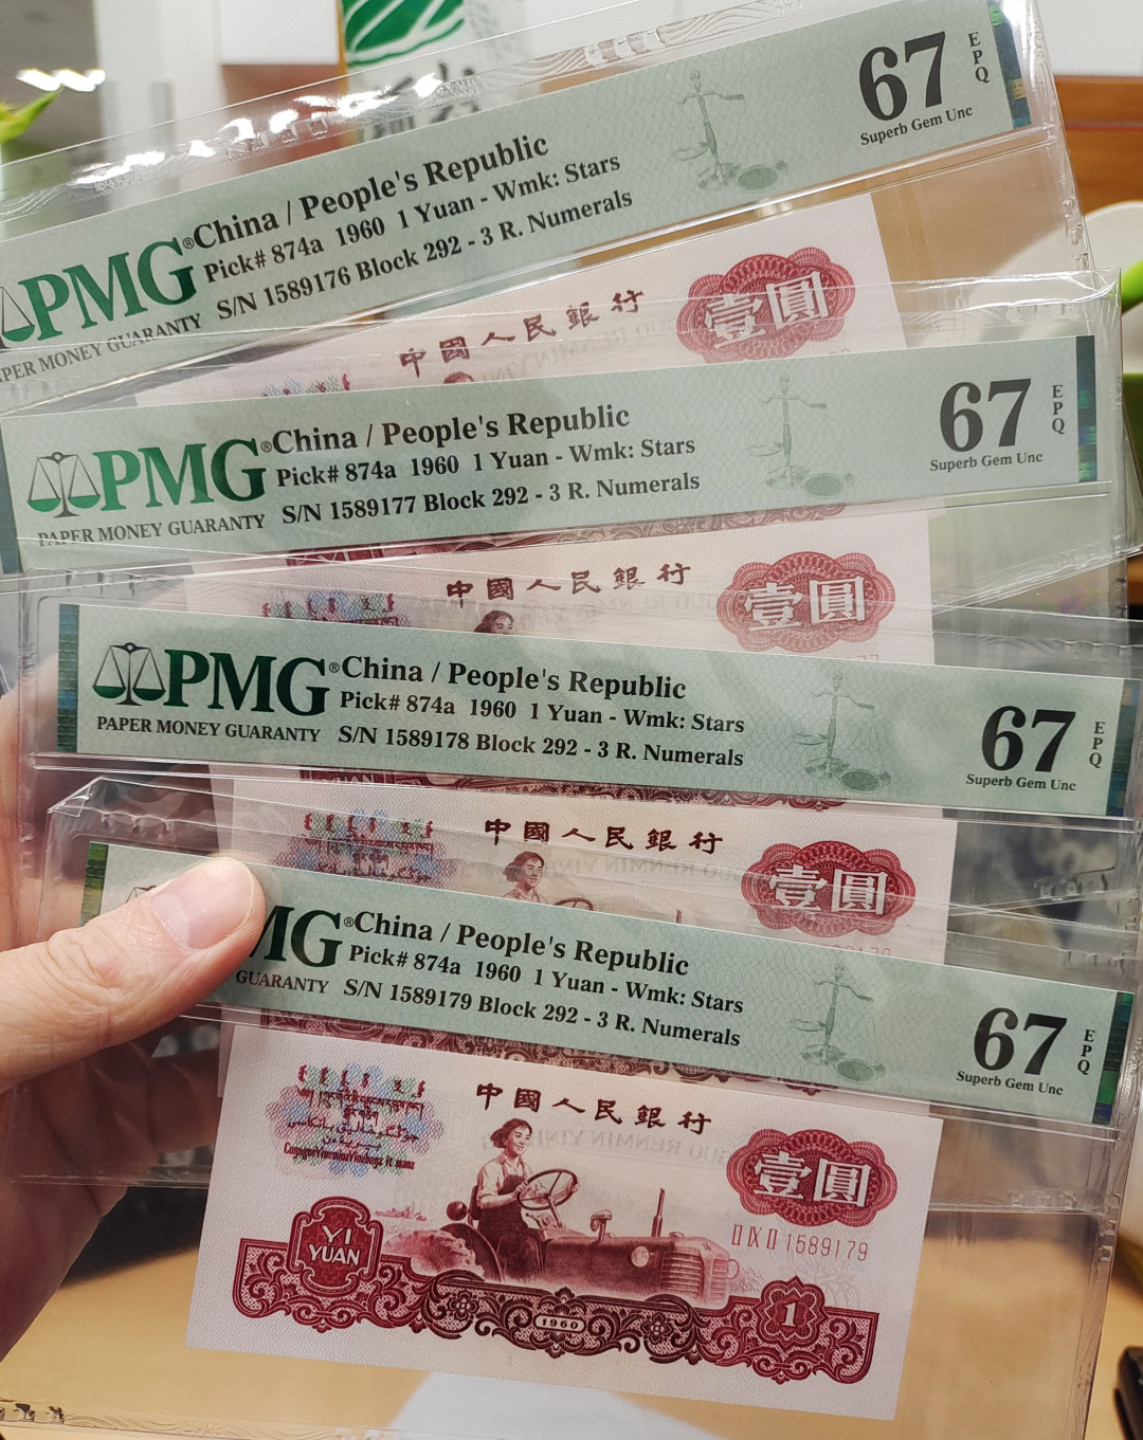 PMG®
PAPER MONEY GUARANTY
China / People's Republic
Pick# 874a 1960 1 Yuan - Wmk: Stars
S/N 1589176 Block 292 - 3 R. Numerals
67
EPQ
Superb Gem Unc
中國人民銀行
壹圓
PMG®
PAPER MONEY GUARANTY
China / People's Republic
Pick# 874a 1960 1 Yuan - Wmk: Stars
S/N 1589177 Block 292 - 3 R. Numerals
67
EPQ
Superb Gem Unc
中國人民銀行
壹圓
PMG®
PAPER MONEY GUARANTY
China / People's Republic
Pick# 874a 1960 1 Yuan - Wmk: Stars
S/N 1589178 Block 292 - 3 R. Numerals
67
EPQ
Superb Gem Unc
中國人民銀行
壹圓
MG®
GUARANTY
China / People's Republic
Pick# 874a 1960 1 Yuan - Wmk: Stars
S/N 1589179 Block 292 - 3 R. Numerals
67
EPQ
Superb Gem Unc
中國人民銀行
壹圓
YI
YUAN
II IX II 1589179
1960
1